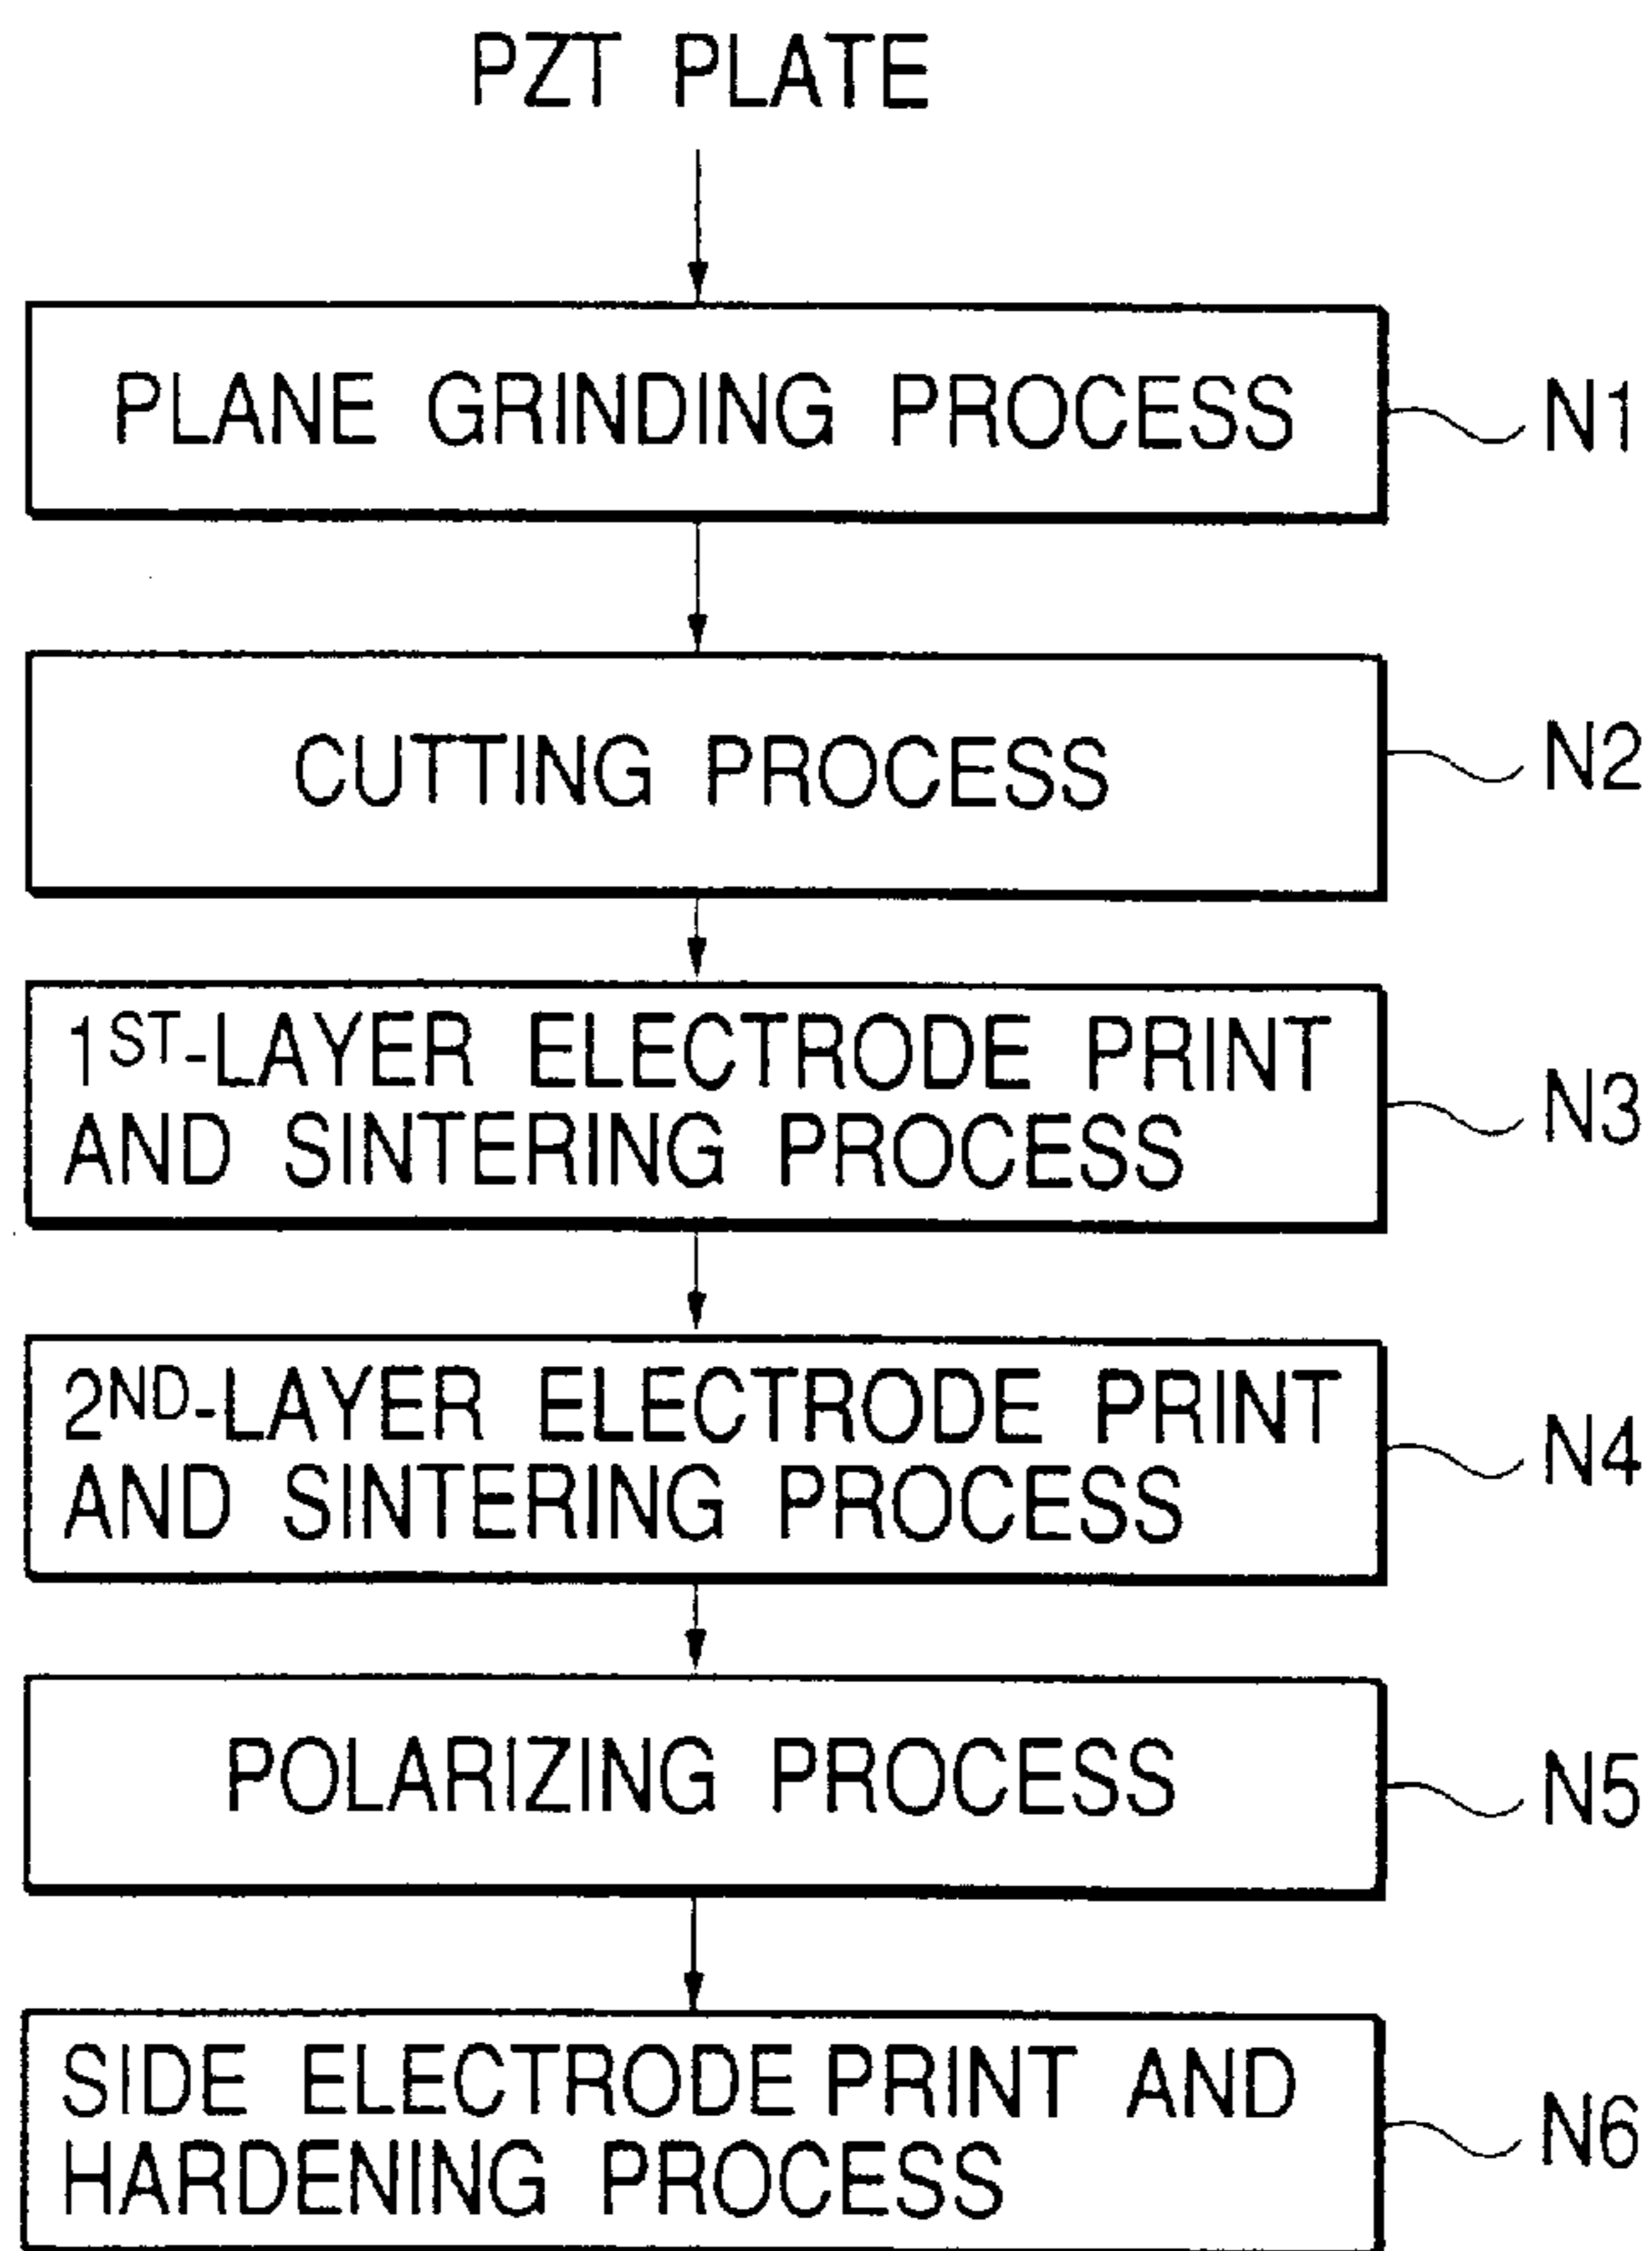 PZT PLATE
PLANE GRINDING PROCESS
N1
CUTTING PROCESS
N2
1ST-LAYER ELECTRODE PRINT
AND SINTERING PROCESS
N3
2ND-LAYER ELECTRODE PRINT
AND SINTERING PROCESS
N4
POLARIZING PROCESS
N5
SIDE ELECTRODE PRINT AND
HARDENING PROCESS
N6